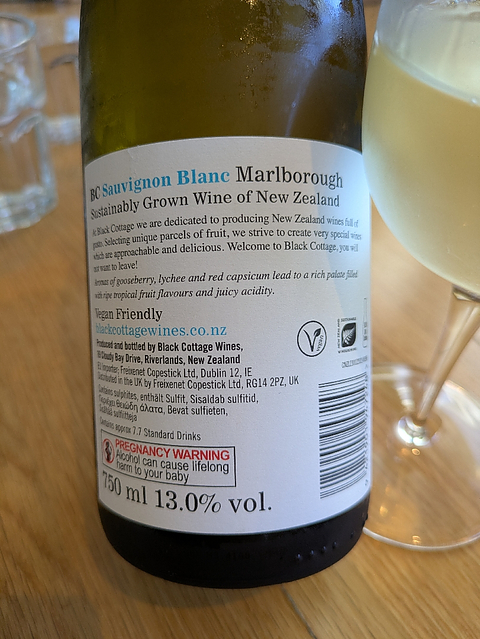 BC Sauvignon Blanc Marlborough
Sustainably Grown Wine of New Zealand
At Black Cottage we are dedicated to producing New Zealand wines full of
gusto. Selecting unique parcels of fruit, we strive to create very special wines
which are approachable and delicious. Welcome to Black Cottage, you will
not want to leave!
Aromas of gooseberry, lychee and red capsicum lead to a rich palate filled
with ripe tropical fruit flavours and juicy acidity.
Vegan Friendly
blackcottagewines.co.nz
Produced and bottled by Black Cottage Wines,
Cloudy Bay Drive, Riverlands, New Zealand
EU Importer: Freixenet Copestick Ltd, Dublin 12, IE
Distributed in the UK by Freixenet Copestick Ltd, RG14 2PZ, UK
Contains sulphites, enthält Sulfit, Sisaldab sulfitid,
Περιέχει θειώδη άλατα, Bevat sulfieten,
Contains approx 7.7 Standard Drinks
PREGNANCY WARNING
Alcohol can cause lifelong
harm to your baby
750 ml 13.0% vol.